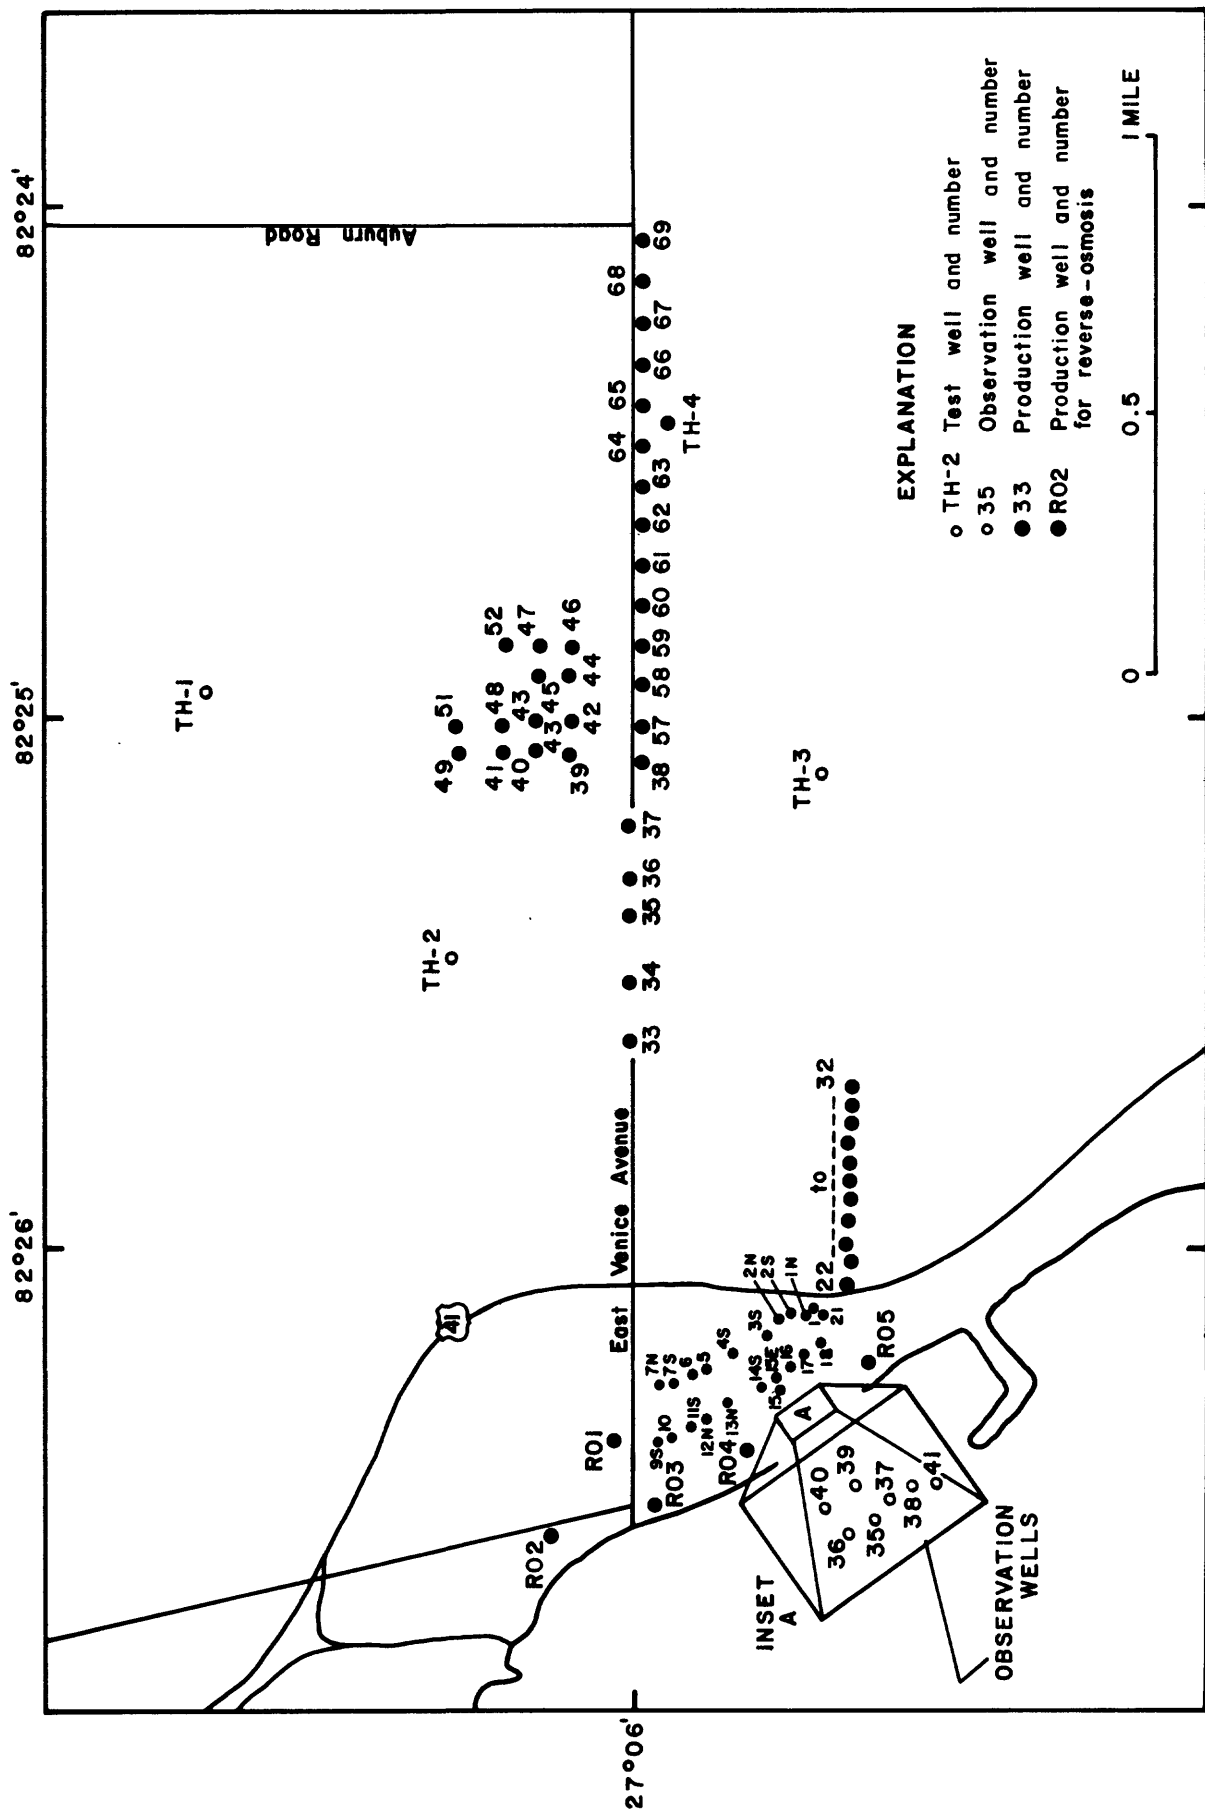 82°26'
82°25'
82°24'
27°06'
41
TH-1
TH-2
TH-3
TH-4
Auburn Road
East Venice Avenue
49
51
41
48
52
40
43
43
45
47
39
42
44
46
33
34
35
36
37
38
57
58
59
60
61
62
63
64
65
66
67
68
69
22 to 32
RO1
RO2
RO3
RO4
RO5
7N
7S
6
5
4S
3S
2N
2S
1N
1
21
9S
10
11S
12N
13N
14S
15E
15
16
17
18
A
INSET
A
40
39
36
37
35
38
41
OBSERVATION
WELLS
EXPLANATION
TH-2 Test well and number
35 Observation well and number
33 Production well and number
RO2 Production well and number
for reverse-osmosis
0
0.5
1 MILE